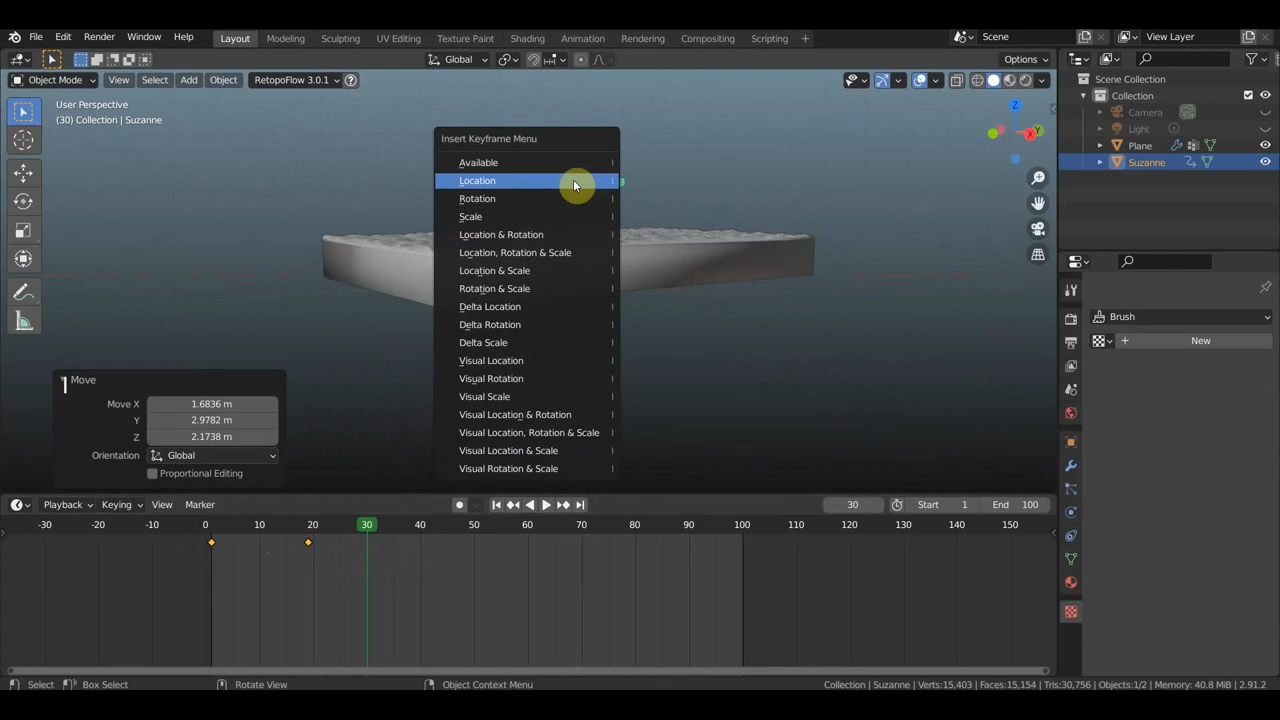 File Edit Render Window Help Layout Modeling Sculpting UV Editing Texture Paint Shading Animation Rendering Compositing Scripting + Scene View Layer
Global Options
Object Mode View Select Add Object RetopoFlow 3.0.1
User Perspective
(30) Collection | Suzanne
Scene Collection
Collection
Camera
Light
Plane
Suzanne
Brush
New
Insert Keyframe Menu
Available I
Location I
Rotation I
Scale I
Location & Rotation I
Location, Rotation & Scale I
Location & Scale I
Rotation & Scale I
Delta Location I
Delta Rotation I
Delta Scale I
Visual Location I
Visual Rotation I
Visual Scale I
Visual Location & Rotation I
Visual Location, Rotation & Scale I
Visual Location & Scale I
Visual Rotation & Scale I
Z
Y
X
Move
Move X 1.6836 m
Y 2.9782 m
Z 2.1738 m
Orientation Global
Proportional Editing
Playback Keying View Marker 30 Start 1 End 100
-30 -20 -10 0 10 20 30 40 50 60 70 80 90 100 110 120 130 140 150
Select Box Select Rotate View Object Context Menu Collection | Suzanne | Verts:15,403 | Faces:15,154 | Tris:30,756 | Objects:1/2 | Memory: 40.8 MiB | 2.91.2